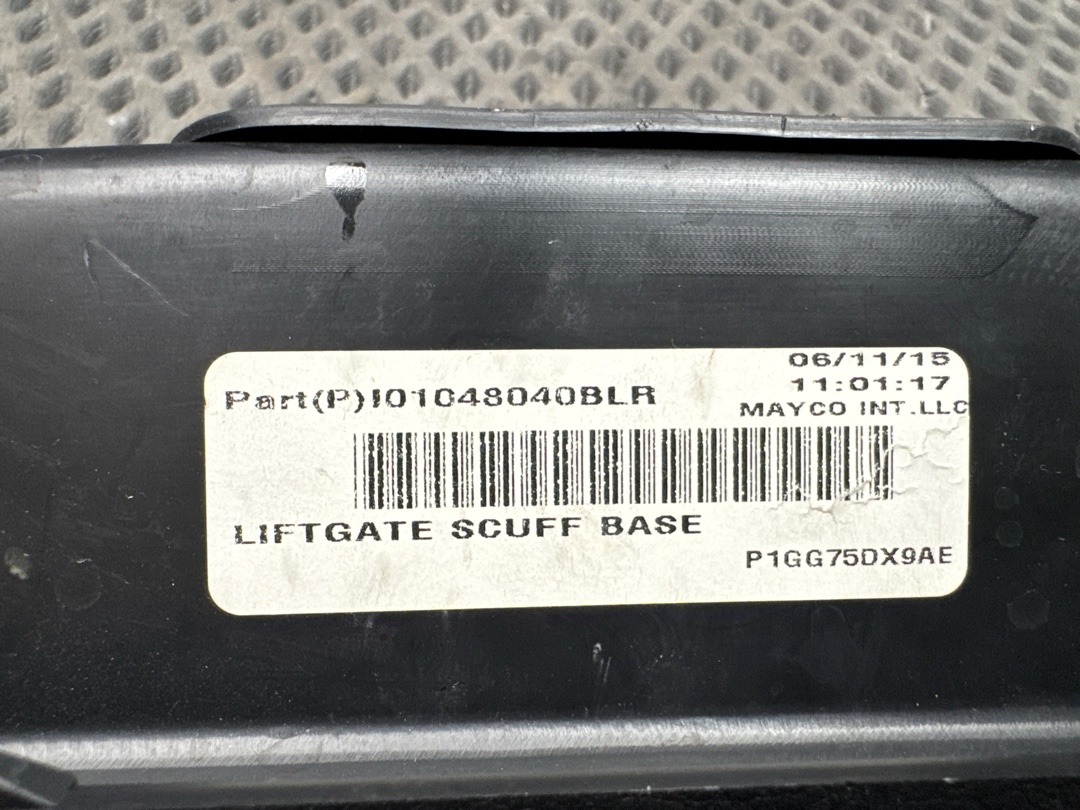 06/11/15
11:01:17
MAYCO INT.LLC
Part(P)I01048040BLR
LIFTGATE SCUFF BASE
P1GG75DX9AE